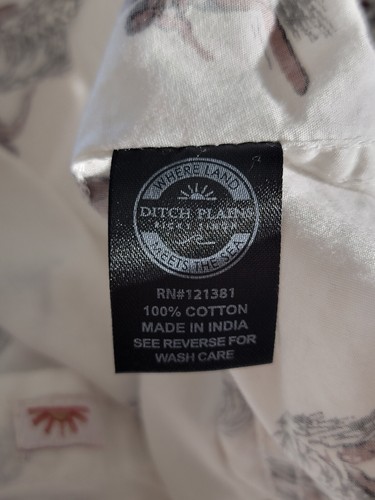 WHERE LAND
DITCH PLAINS
MEETS THE SEA
RN#121381
100% COTTON
MADE IN INDIA
SEE REVERSE FOR
WASH CARE